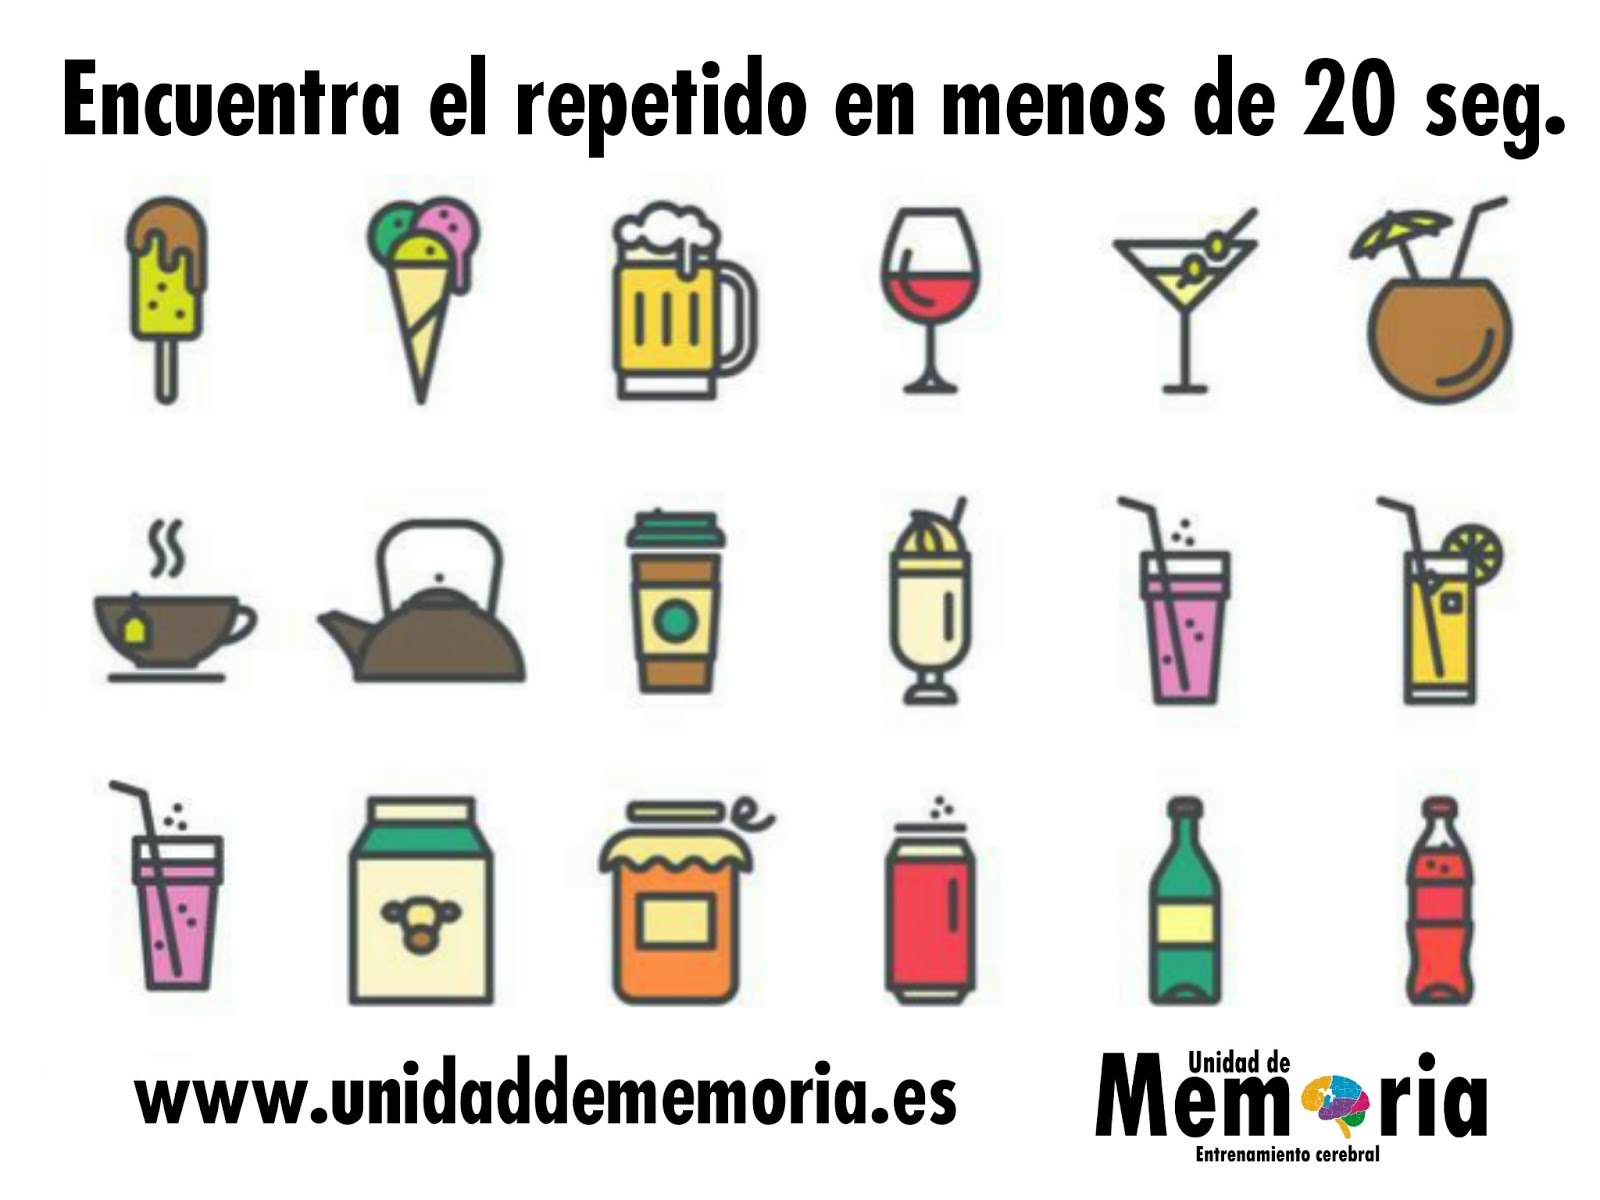 Encuentra el repetido en menos de 20 seg.
www.unidaddememoria.es
Unidad de
Memoria
Entrenamiento cerebral